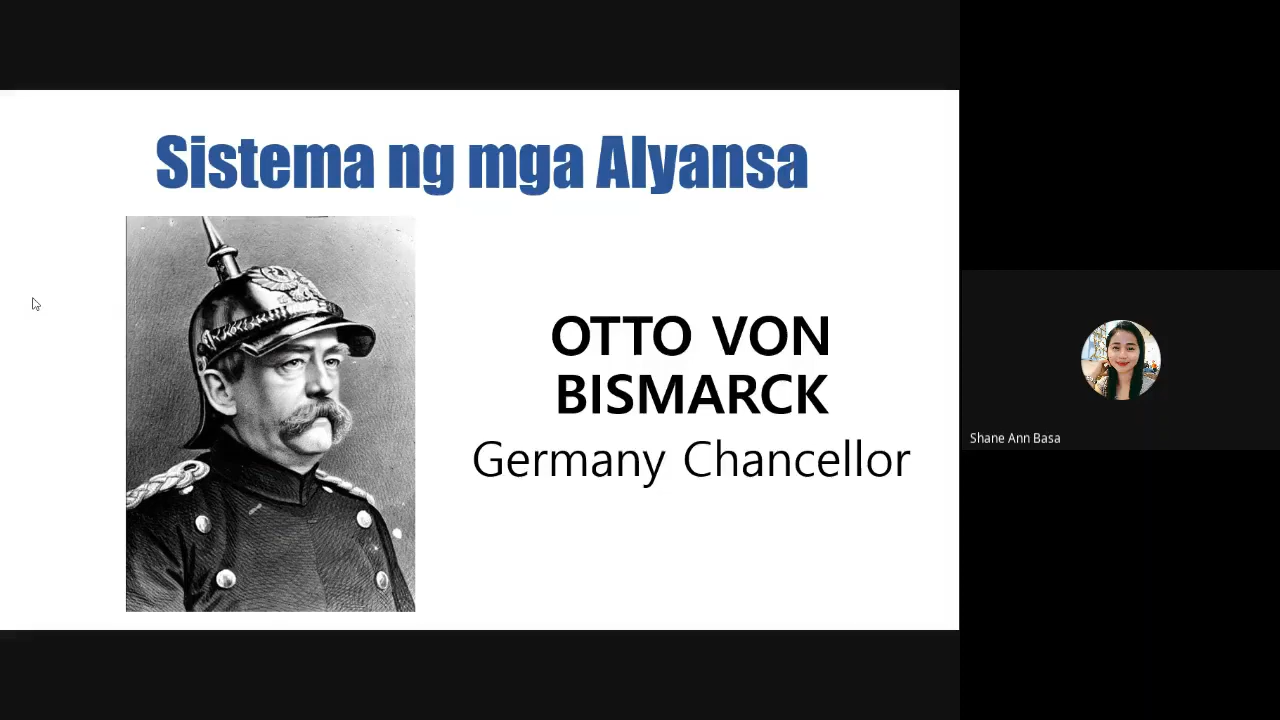 Sistema ng mga Alyansa
OTTO VON
BISMARCK
Germany Chancellor
Shane Ann Basa